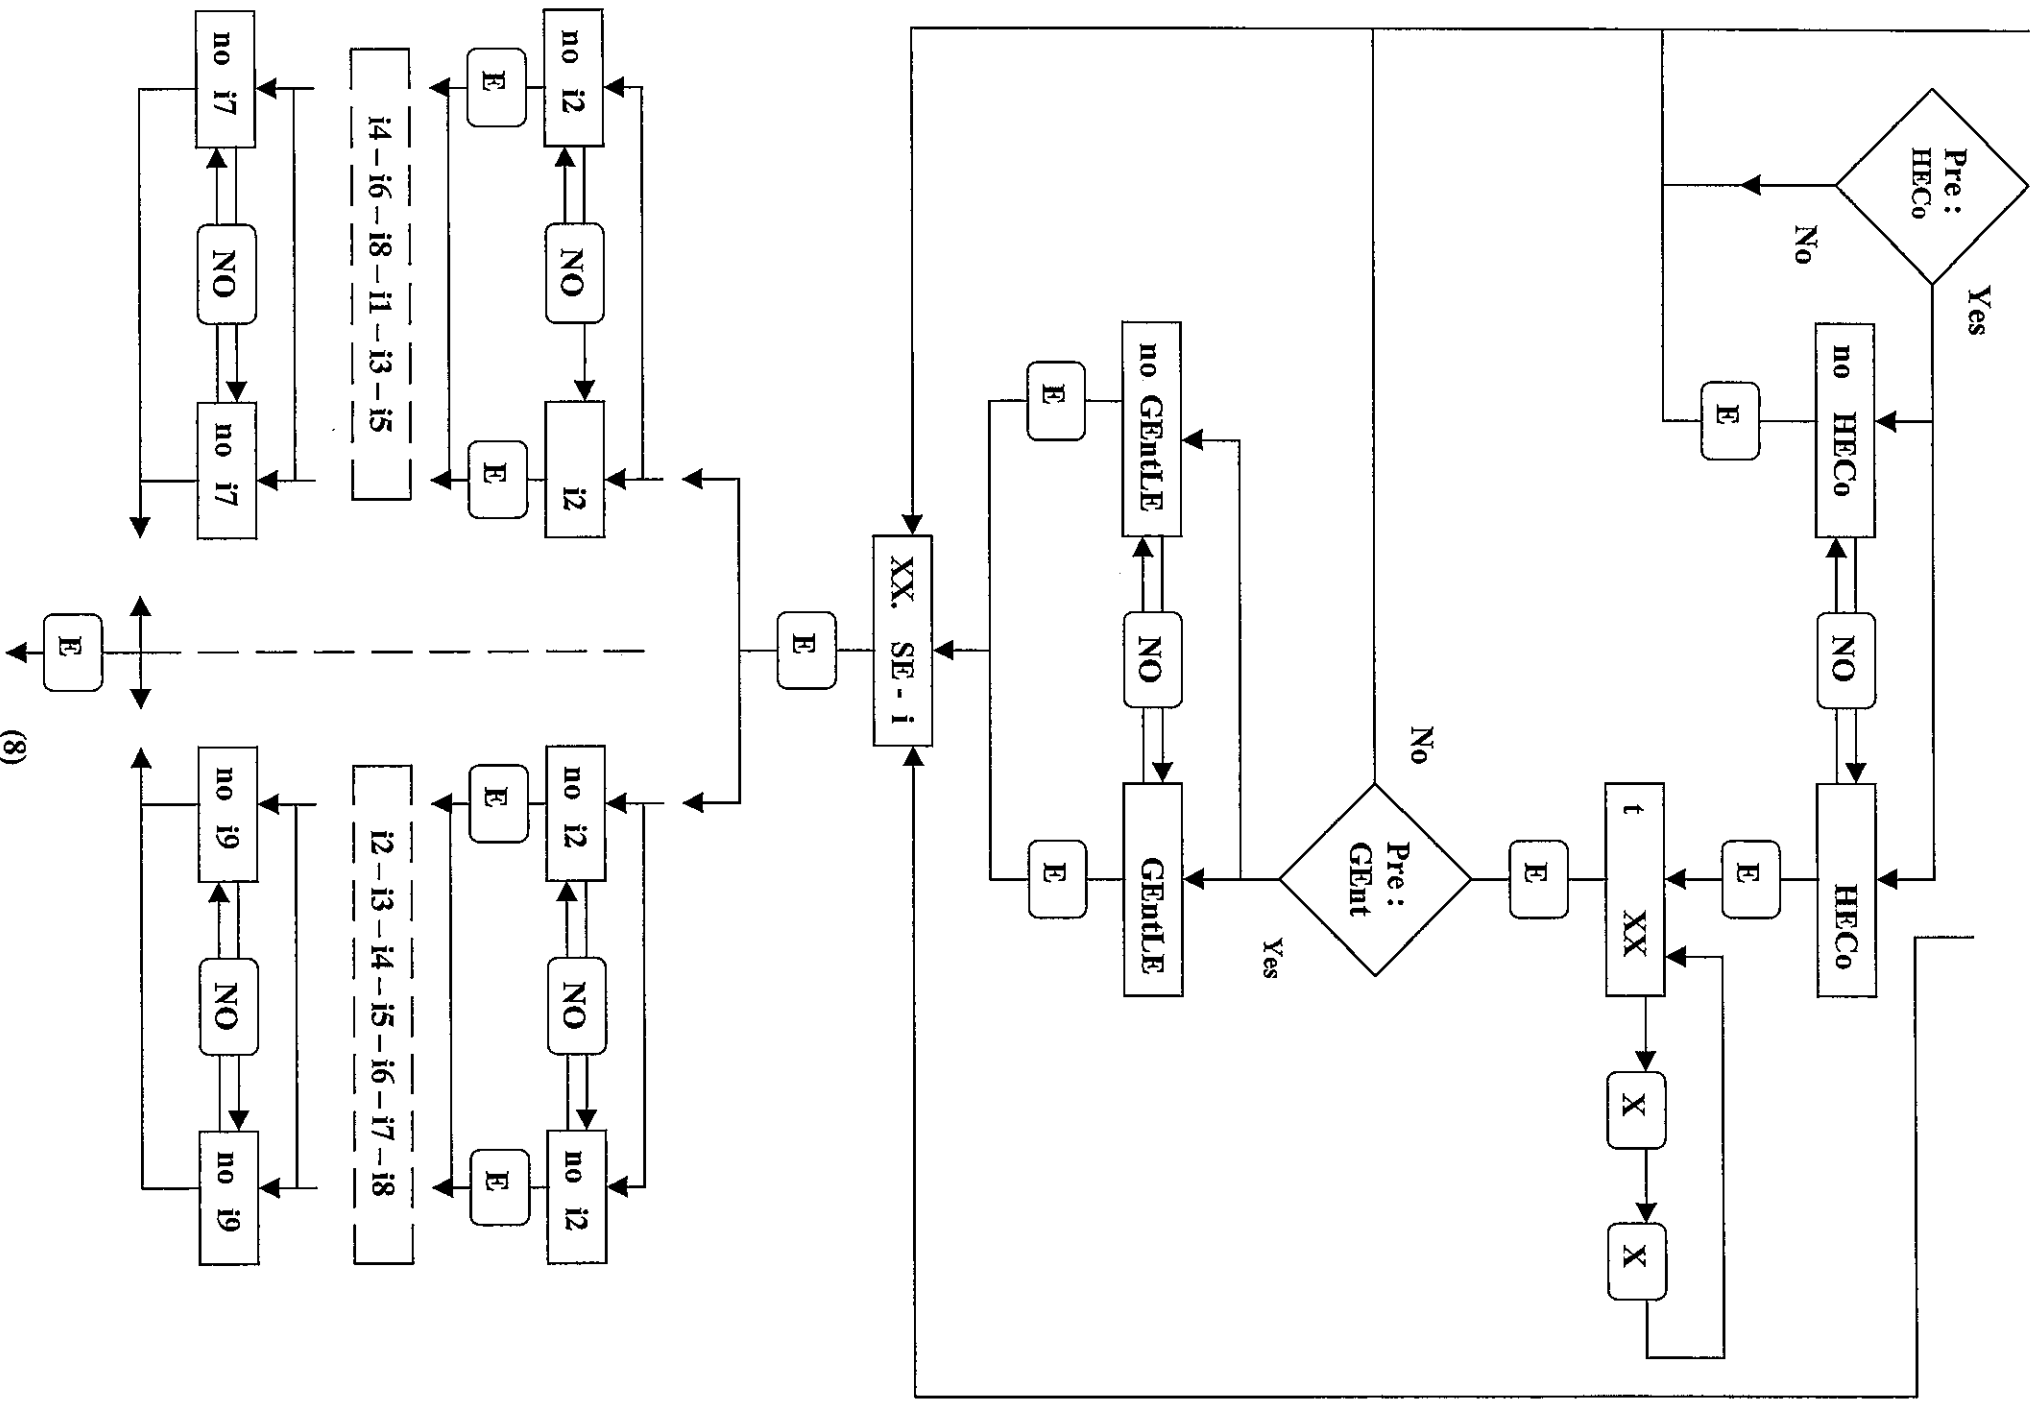 Pre :
HECo
Yes
No
no HECo
NO
HECo
E
E
t XX
X
X
E
Pre :
GEnt
No
Yes
no GEntLE
NO
GEntLE
E
E
XX. SE - i
E
no i2
NO
i2
no i2
NO
no i2
E
E
E
E
i4 – i6 – i8 – i1 – i3 – i5
i2 – i3 – i4 – i5 – i6 – i7 – i8
no i7
NO
no i7
no i9
NO
no i9
E
(8)